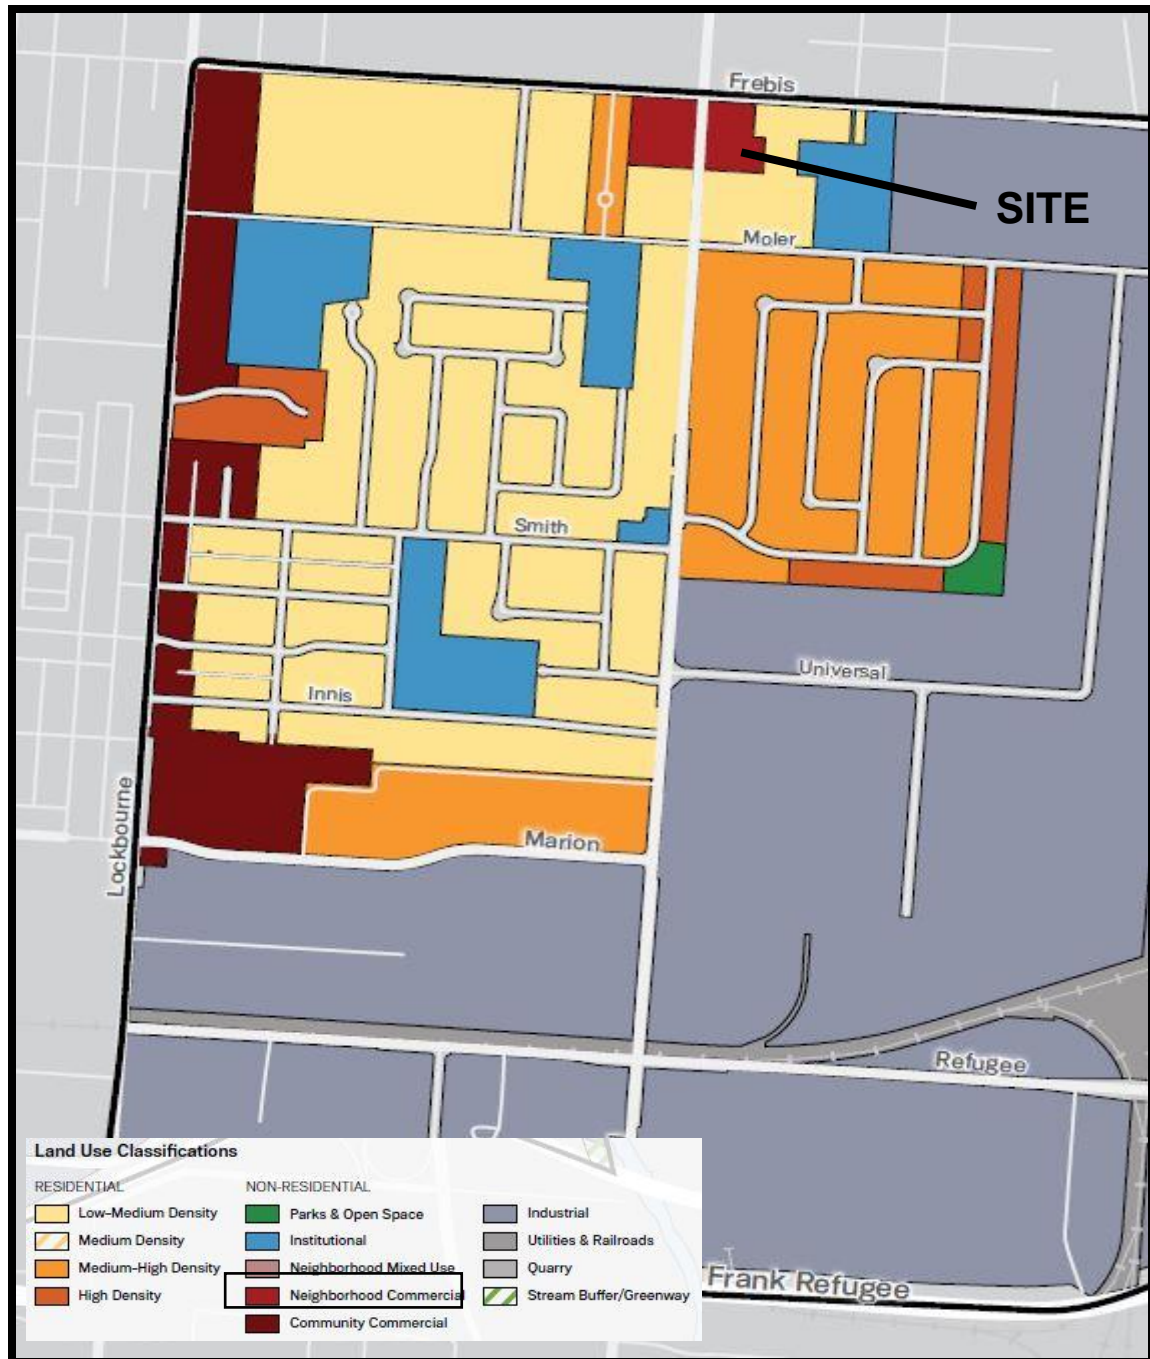 Frebis
SITE
Moler
Smith
Universal
Innis
Lockbourne
Marion
Refugee
Land Use Classifications
RESIDENTIAL
Low-Medium Density
Medium Density
Medium-High Density
High Density
NON-RESIDENTIAL
Parks & Open Space
Institutional
Neighborhood Mixed Use
Neighborhood Commercial
Community Commercial
Industrial
Utilities & Railroads
Quarry
Stream Buffer/Greenway
Frank Refugee